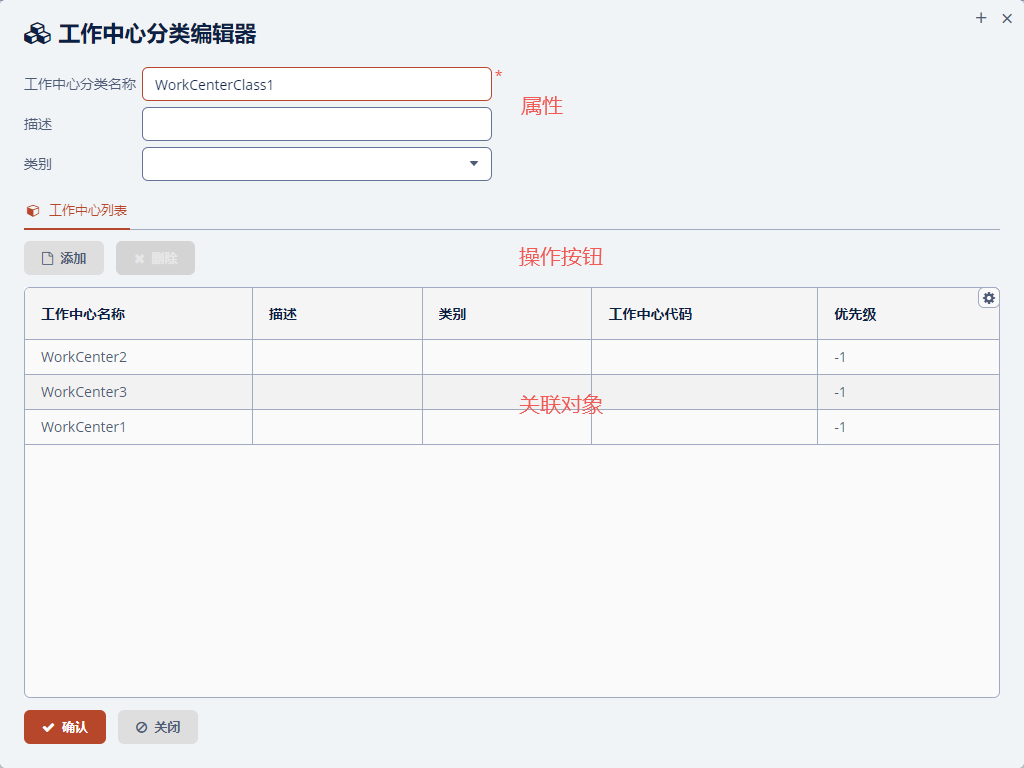 工作中心分类编辑器
工作中心分类名称 WorkCenterClass1 *
属性
描述
类别
工作中心列表
添加 删除 操作按钮
工作中心名称 描述 类别 工作中心代码 优先级
WorkCenter2 -1
WorkCenter3 -1
关联对象
WorkCenter1 -1
确认 关闭